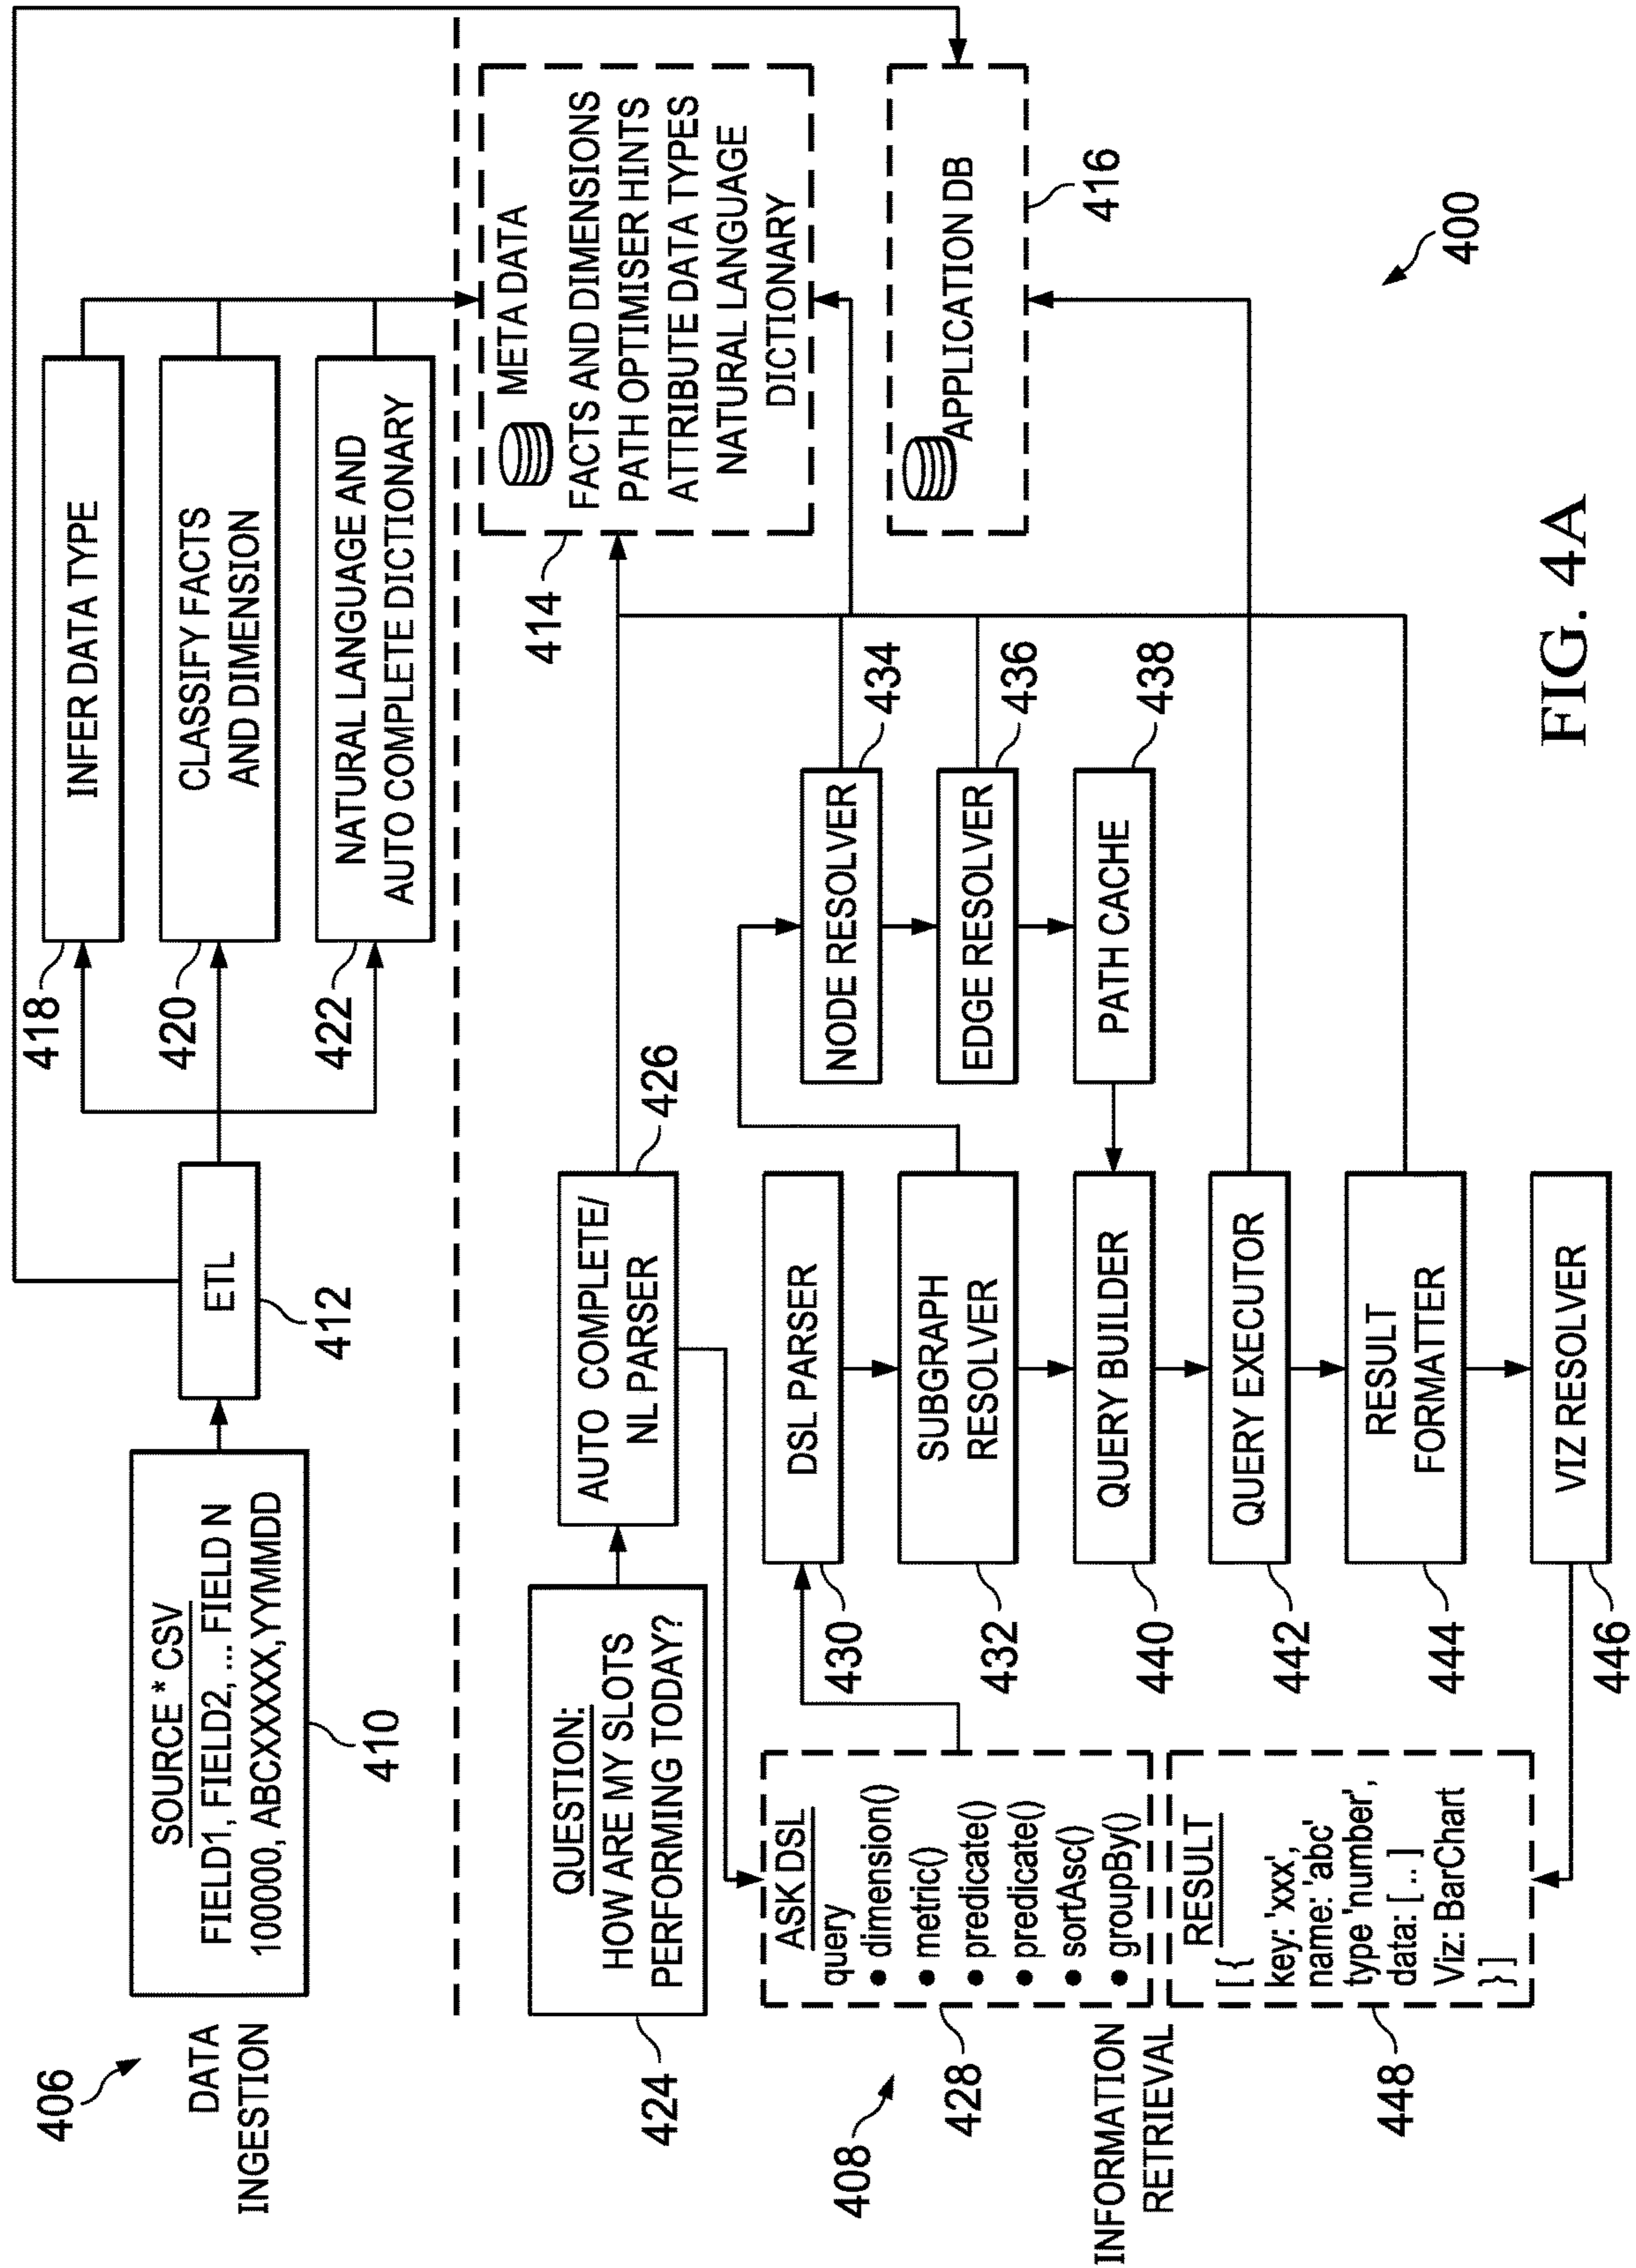 406
DATA
INGESTION
SOURCE * CSV
FIELD1, FIELD2, ... FIELD N
100000, ABCXXXXX,YYMMDD
410
ETL
412
418
INFER DATA TYPE
420
CLASSIFY FACTS
AND DIMENSION
422
NATURAL LANGUAGE AND
AUTO COMPLETE DICTIONARY
408
INFORMATION
RETRIEVAL
QUESTION:
HOW ARE MY SLOTS
PERFORMING TODAY?
424
AUTO COMPLETE/
NL PARSER
426
414
META DATA
FACTS AND DIMENSIONS
PATH OPTIMISER HINTS
ATTRIBUTE DATA TYPES
NATURAL LANGUAGE
DICTIONARY
ASK DSL
query
● dimension()
● metric()
● predicate()
● predicate()
● sortAsc()
● groupBy()
428
DSL PARSER
430
SUBGRAPH
RESOLVER
432
NODE RESOLVER
434
EDGE RESOLVER
436
PATH CACHE
438
APPLICATION DB
416
QUERY BUILDER
440
QUERY EXECUTOR
442
RESULT
FORMATTER
444
VIZ RESOLVER
446
RESULT
[ {
key: 'xxx',
name: 'abc'
type 'number',
data: [ . . ]
Viz: BarChart
} ]
448
400
FIG. 4A